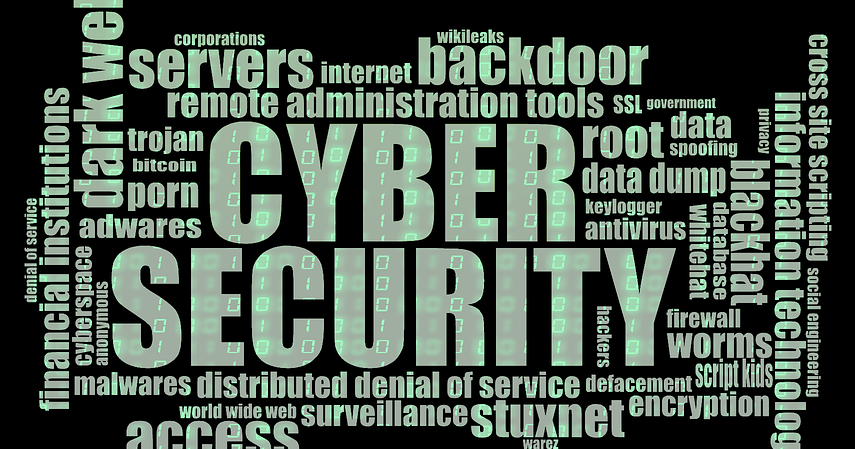 corporations
wikileaks
servers
internet
backdoor
remote administration tools
SSL
government
dark we
trojan
bitcoin
porn
adwares
CYBER
root
data
spoofing
data dump
keylogger
antivirus
privacy
cross site scripting
information technolog
blackhat
database
whitehat
denial of service
financial institutions
cyberspace
anonymous
SECURITY
hackers
firewall
worms
script kids
social engineering
malwares
distributed denial of service
defacement
encryption
world wide web
surveillance
stuxnet
access
warez